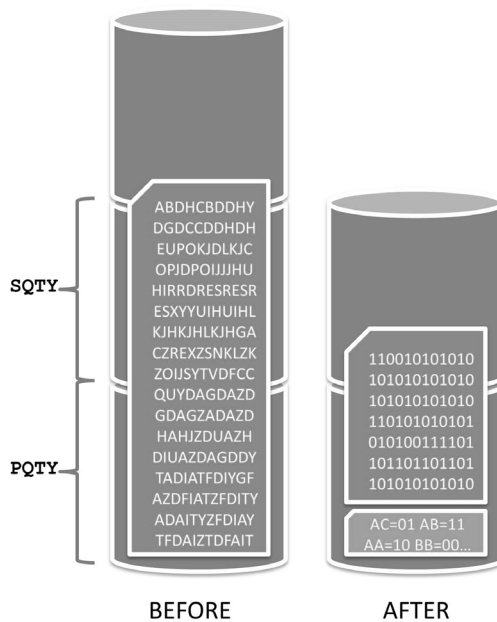 ABDHCBDDHY
DGDCCDDHDH
EUPOKJDLKJC
OPJDPOIJJJHU
HIRRDRESRESR
ESXYYUIHUIHL
KJHKJHLKJHGA
CZREXZSNKLZK
ZOIJSYTVDFCC
QUYDAGDAZD
GDAGZADAZD
HAHJZDUAZH
DIUAZDAGDDY
TADIATFDIYGF
AZDFIATZFDITY
ADAITYZFDIAY
TFDAIZTDFAIT
SQTY
PQTY
BEFORE
110010101010
101010101010
101010101010
110101010101
010100111101
101101101101
101010101010
AC=01 AB=11
AA=10 BB=00...
AFTER